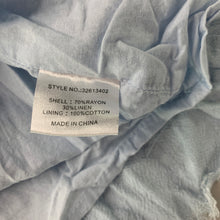 STYLE NO.:32613402
SHELL : 70%RAYON
30%LINEN
LINING : 100%COTTON
MADE IN CHINA